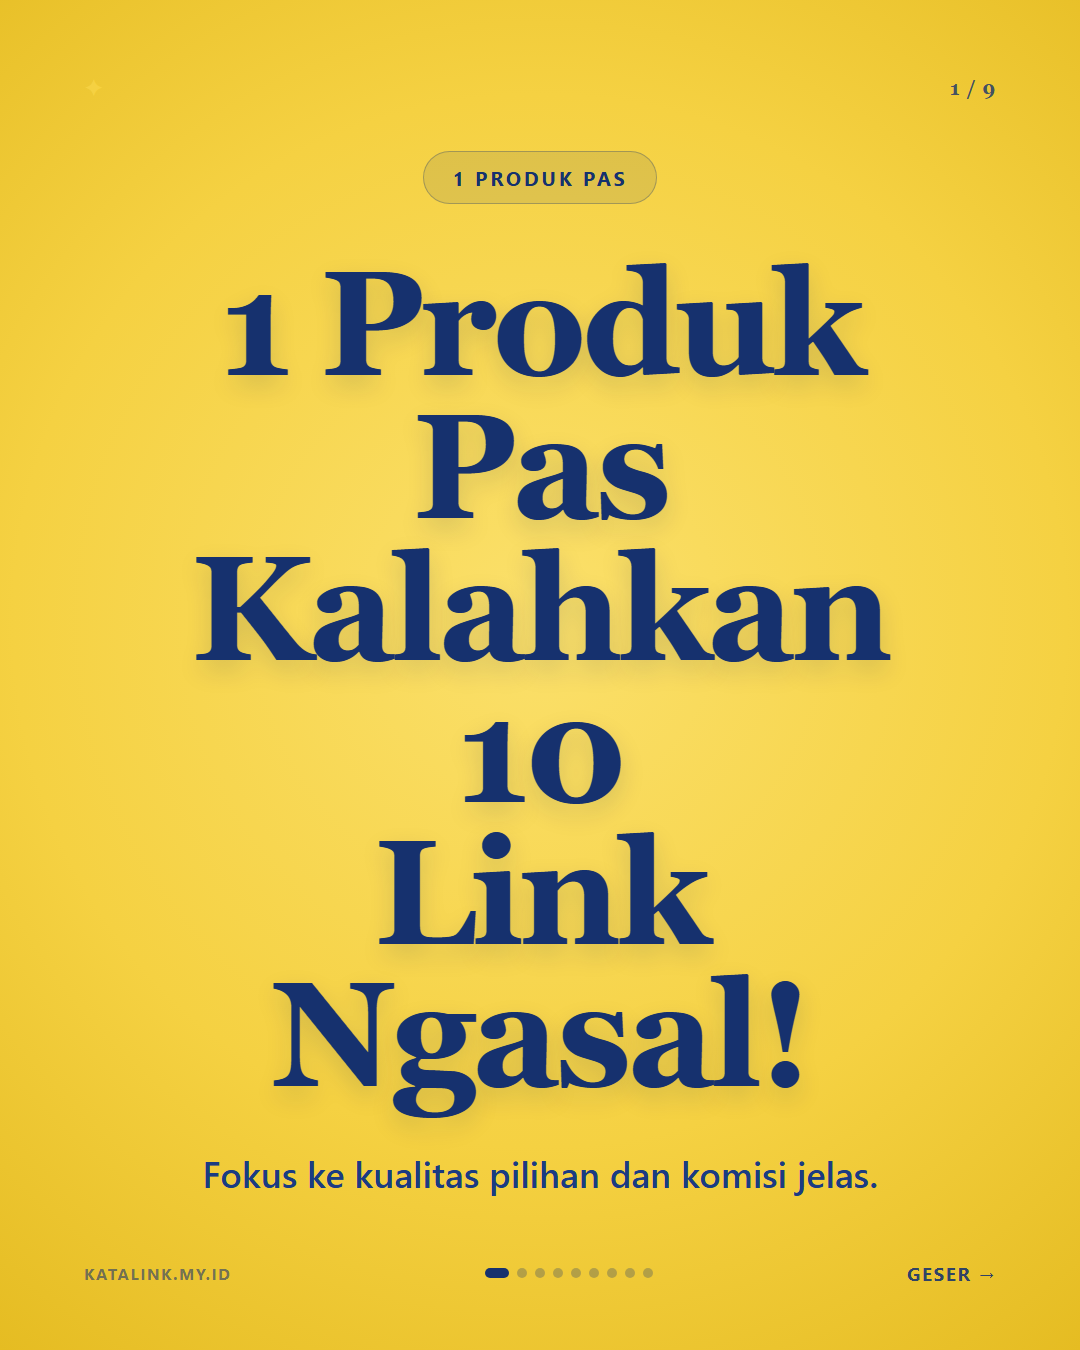 1 / 9
1 PRODUK PAS
1 Produk
Pas
Kalahkan
10
Link
Ngasal!
Fokus ke kualitas pilihan dan komisi jelas.
KATALINK.MY.ID
GESER →